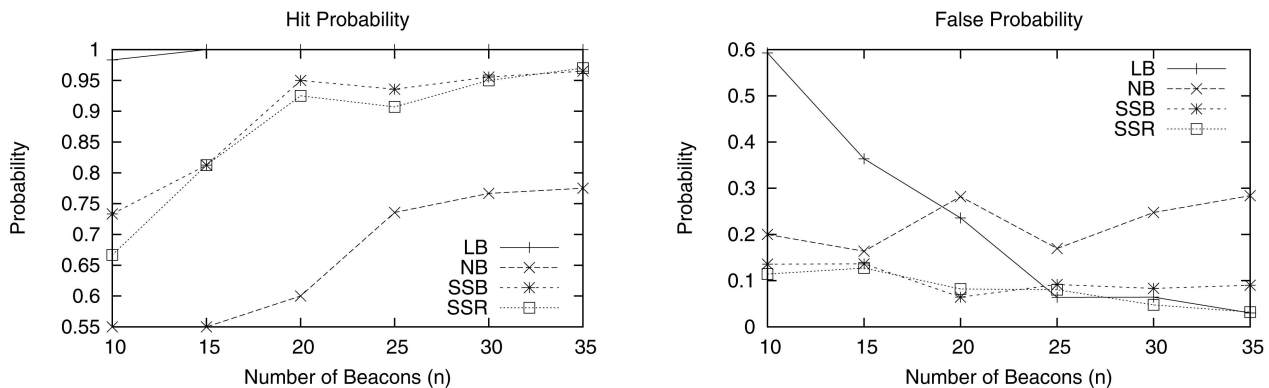 Hit Probability
Probability
1
0.95
0.9
0.85
0.8
0.75
0.7
0.65
0.6
0.55
10 15 20 25 30 35
Number of Beacons (n)
LB
NB
SSB
SSR
False Probability
Probability
0.6
0.5
0.4
0.3
0.2
0.1
0
10 15 20 25 30 35
Number of Beacons (n)
LB
NB
SSB
SSR